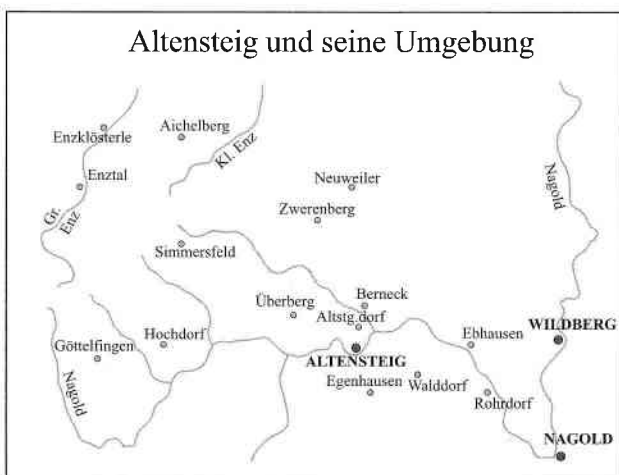 Altensteig und seine Umgebung
Enzklösterle
Aichelberg
Kl. Enz
Enztal
Gr. Enz
Neuweiler
Zwerenberg
Nagold
Simmersfeld
Überberg
Berneck
Altstg.dorf
Hochdorf
Göttelfingen
ALTENSTEIG
Ebhausen
WILDBERG
Egenhausen
Walddorf
Rohrdorf
Nagold
NAGOLD